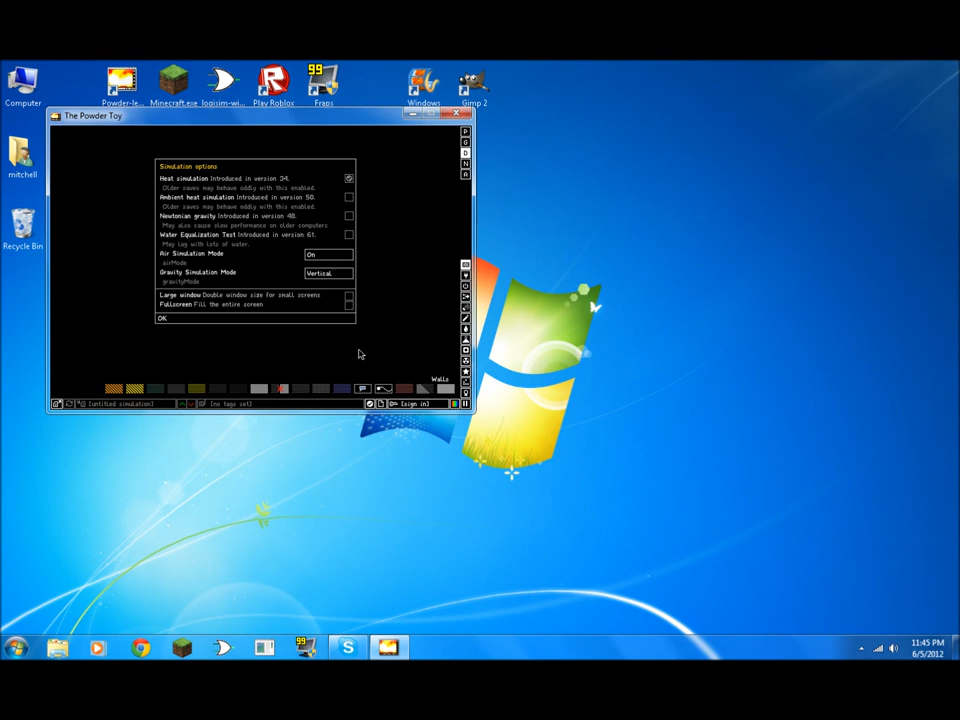 Computer
Powder-le...
Minecraft.exe
logisim-wi...
Play Roblox
99
Fraps
Windows
Gimp 2
mitchell
Recycle Bin
The Powder Toy
P
G
D
N
A
Simulation options
Heat simulation Introduced in version 34.
Older saves may behave oddly with this enabled.
Ambient heat simulation Introduced in version 50.
Older saves may behave oddly with this enabled.
Newtonian gravity Introduced in version 48.
May also cause slow performance on older computers
Water Equalization Test Introduced in version 61.
May lag with lots of water.
Air Simulation Mode
On
airMode
Gravity Simulation Mode
Vertical
gravityMode
Large window Double window size for small screens
Fullscreen Fill the entire screen
OK
Walls
[untitled simulation]
[no tags set]
[sign in]
99
11:45 PM
6/5/2012